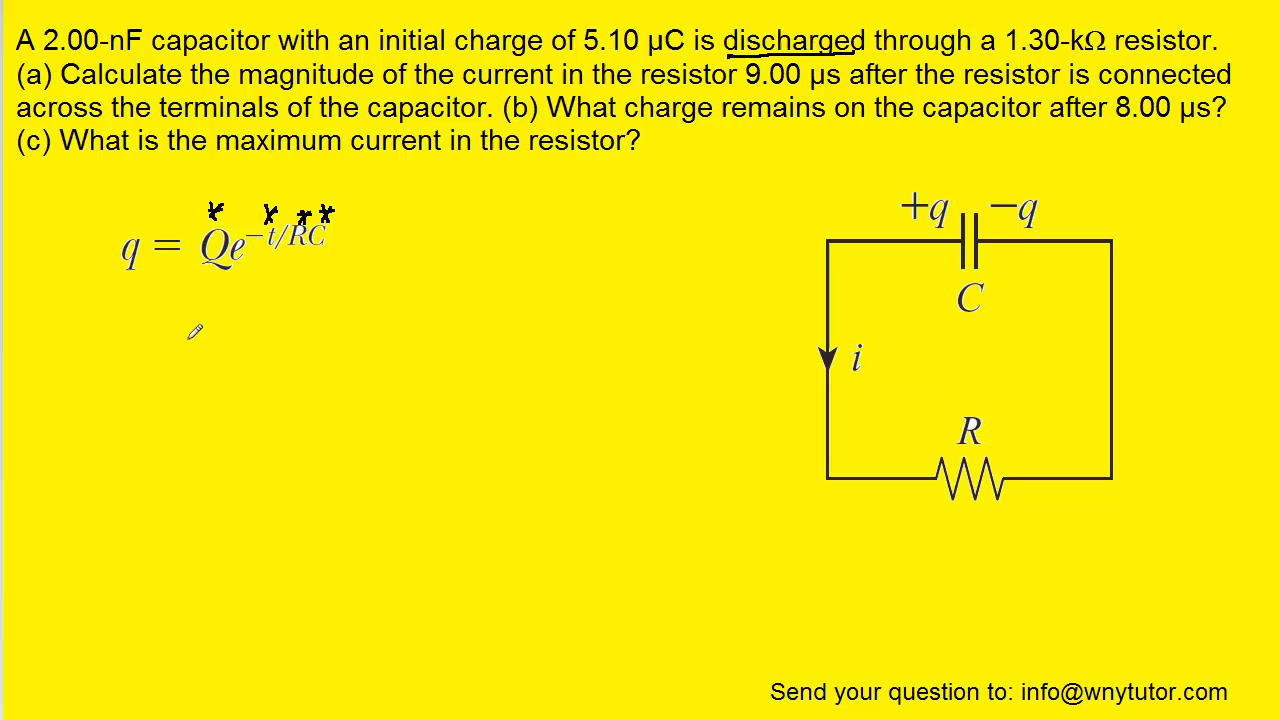 A 2.00-nF capacitor with an initial charge of 5.10 µC is discharged through a 1.30-kΩ resistor.
(a) Calculate the magnitude of the current in the resistor 9.00 µs after the resistor is connected
across the terminals of the capacitor. (b) What charge remains on the capacitor after 8.00 µs?
(c) What is the maximum current in the resistor?
q = Qe^{−t/RC}
+q −q
C
i
R
Send your question to: info@wnytutor.com